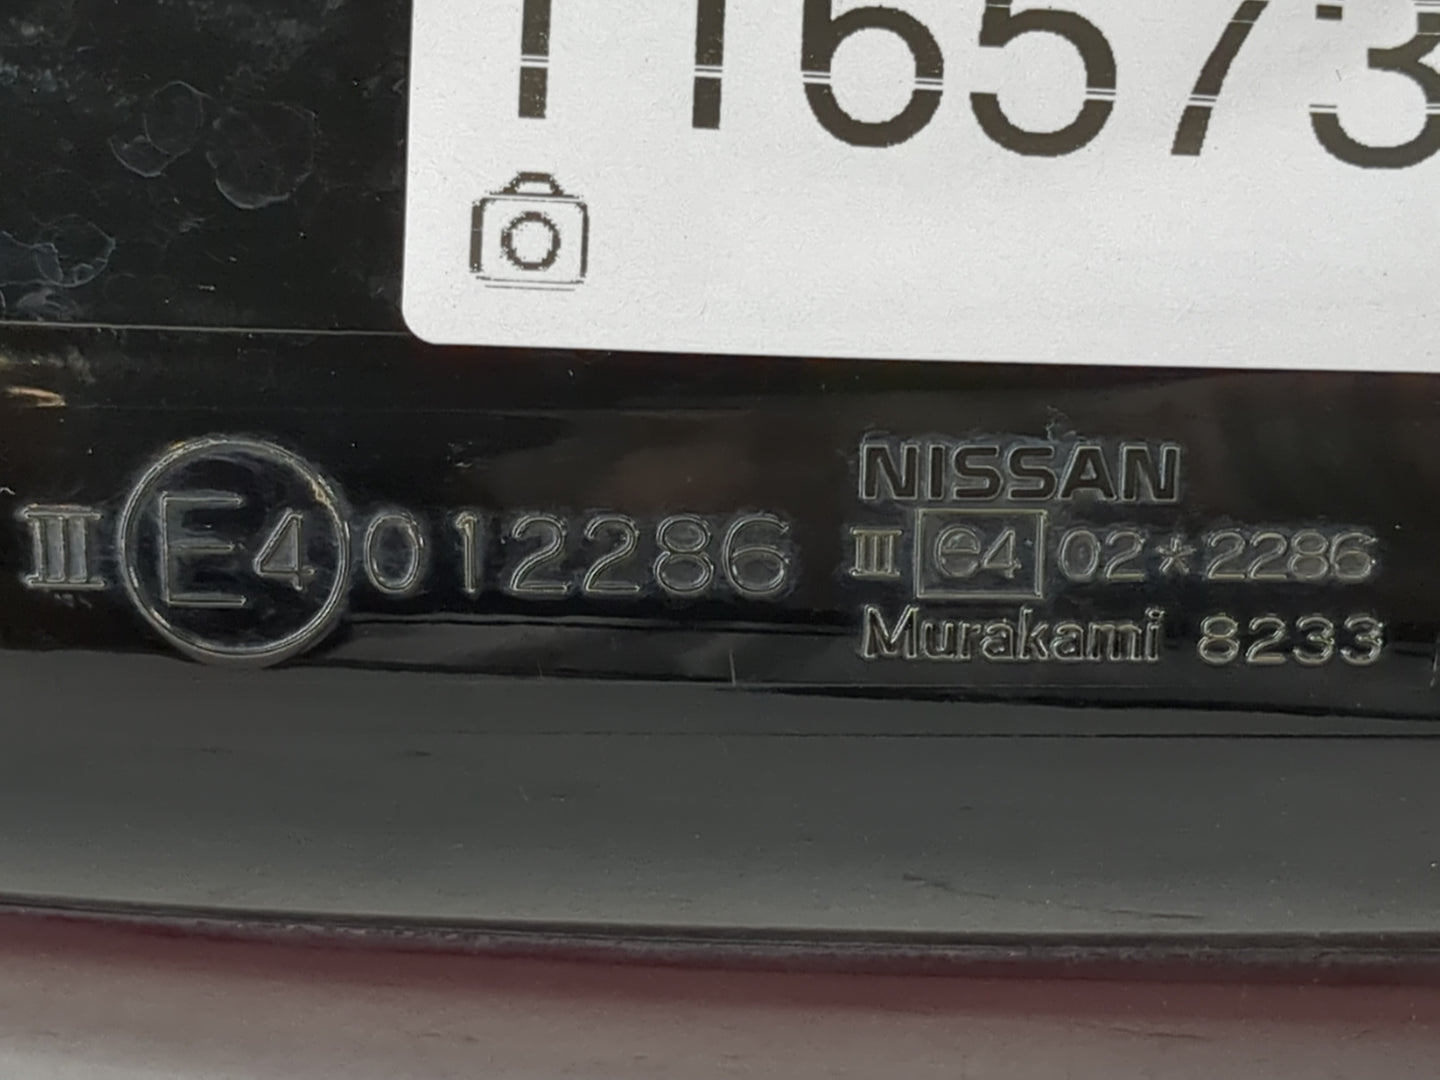 116573
III E4 012286
NISSAN
III e4 02*2286
Murakami 8233